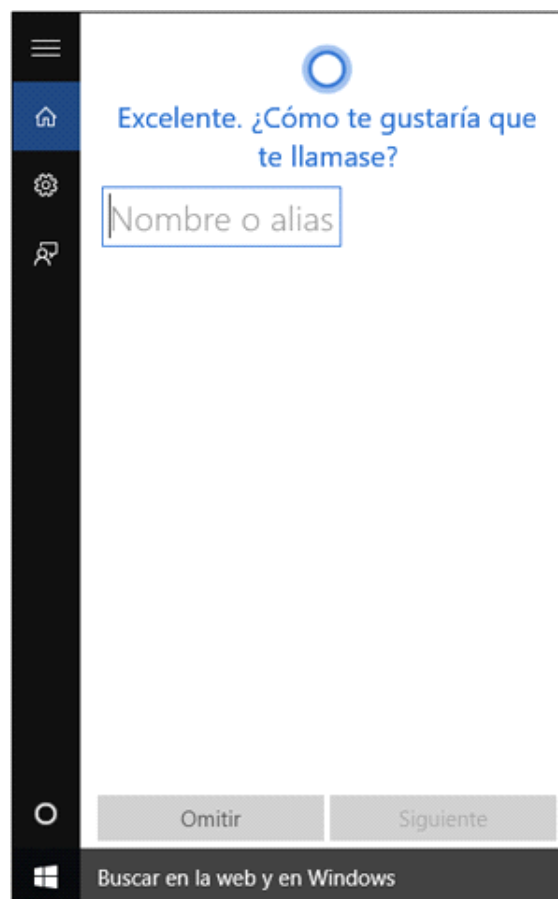 Excelente. ¿Cómo te gustaría que
te llamase?
Nombre o alias
Omitir
Siguiente
Buscar en la web y en Windows